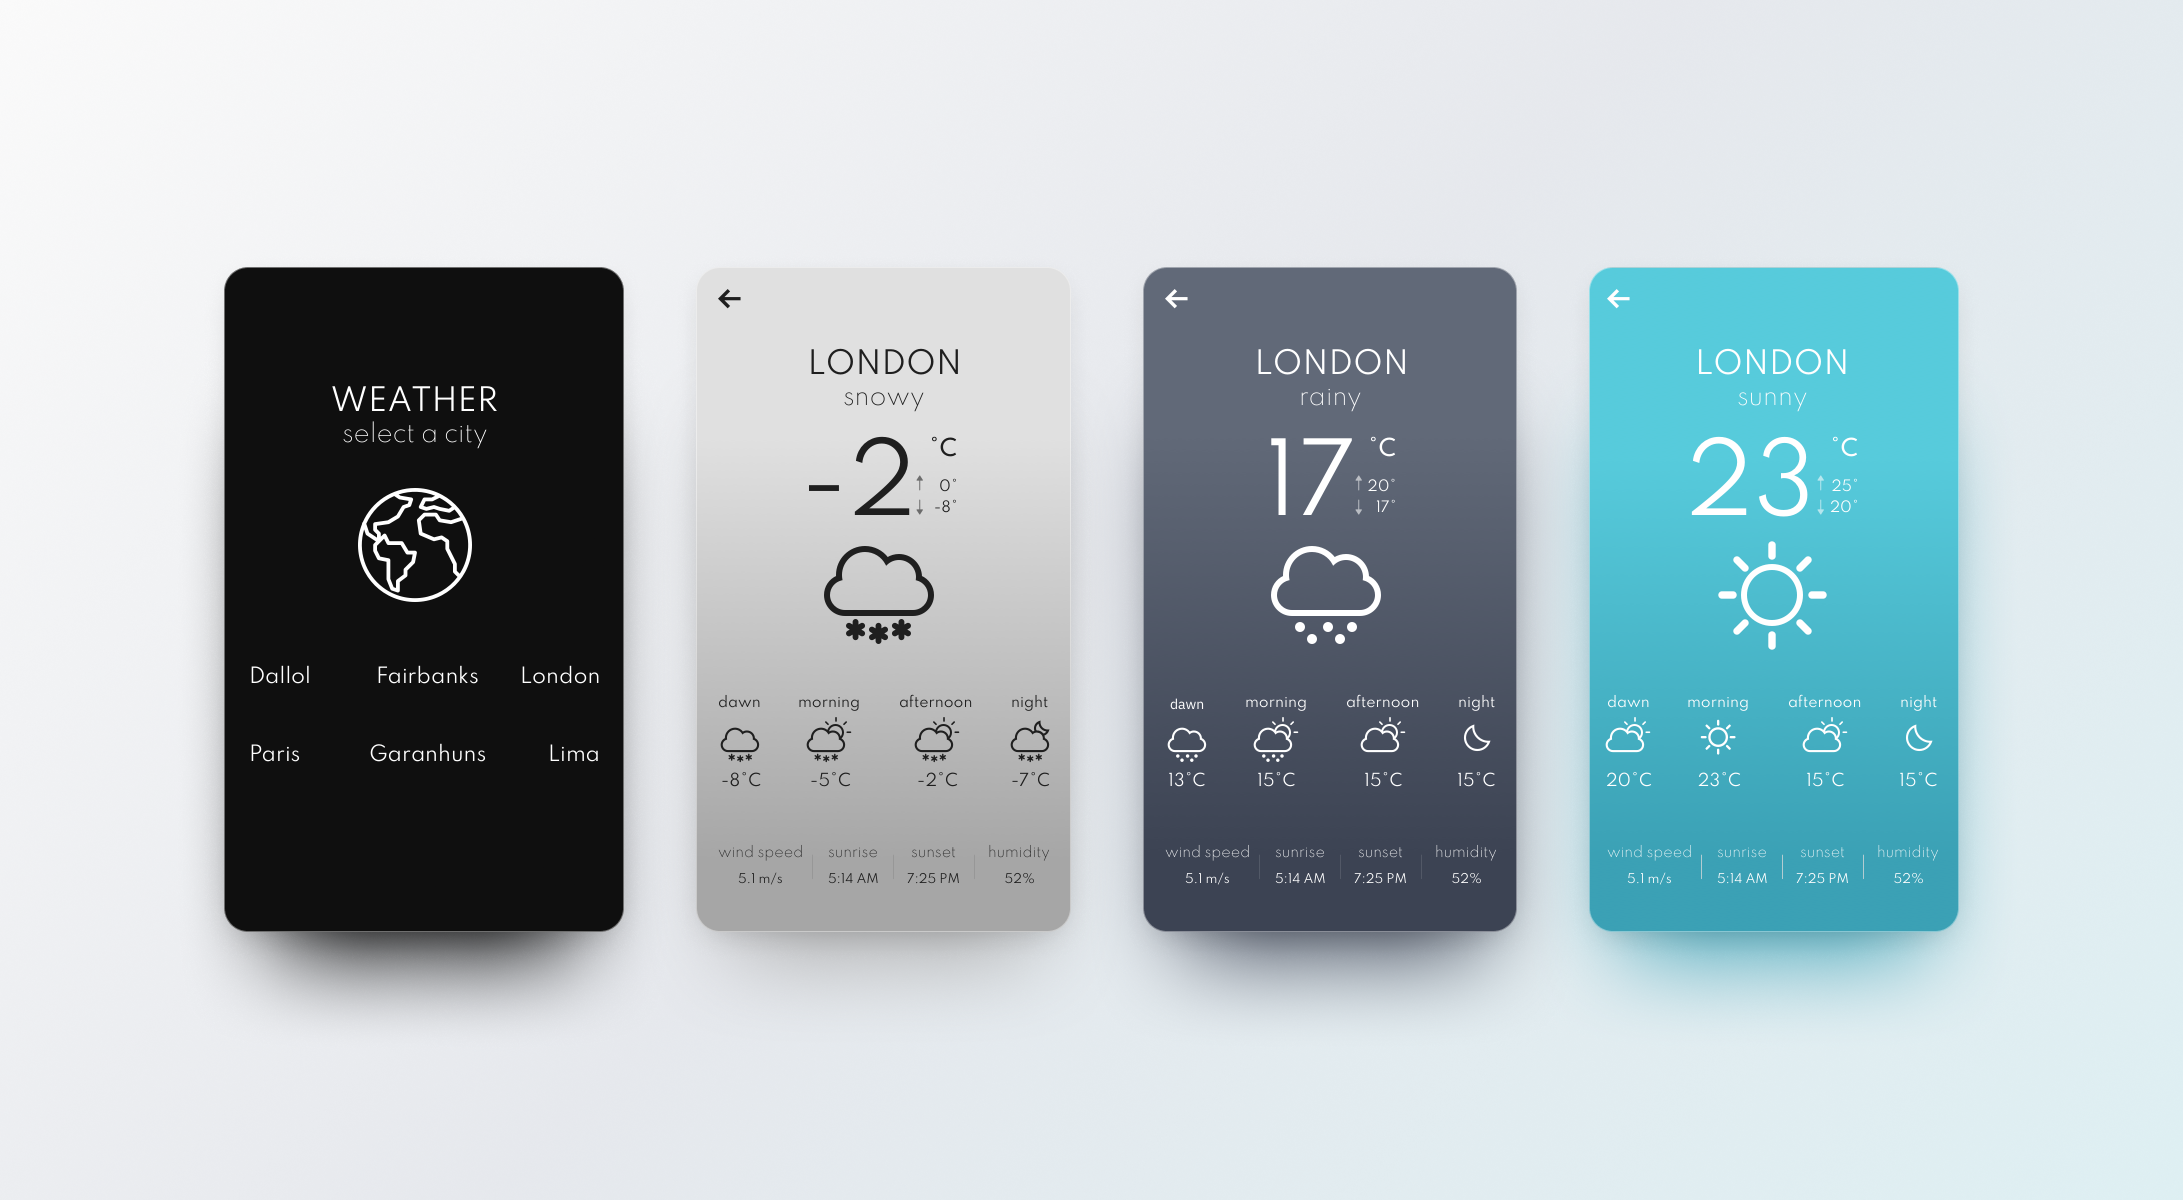 WEATHER
select a city
Dallol Fairbanks London
Paris Garanhuns Lima
LONDON
snowy
-2 °C
↑ 0°
↓ -8°
dawn morning afternoon night
-8°C -5°C -2°C -7°C
wind speed sunrise sunset humidity
5.1 m/s 5:14 AM 7:25 PM 52%
LONDON
rainy
17 °C
↑ 20°
↓ 17°
dawn morning afternoon night
13°C 15°C 15°C 15°C
wind speed sunrise sunset humidity
5.1 m/s 5:14 AM 7:25 PM 52%
LONDON
sunny
23 °C
↑ 25°
↓ 20°
dawn morning afternoon night
20°C 23°C 15°C 15°C
wind speed sunrise sunset humidity
5.1 m/s 5:14 AM 7:25 PM 52%